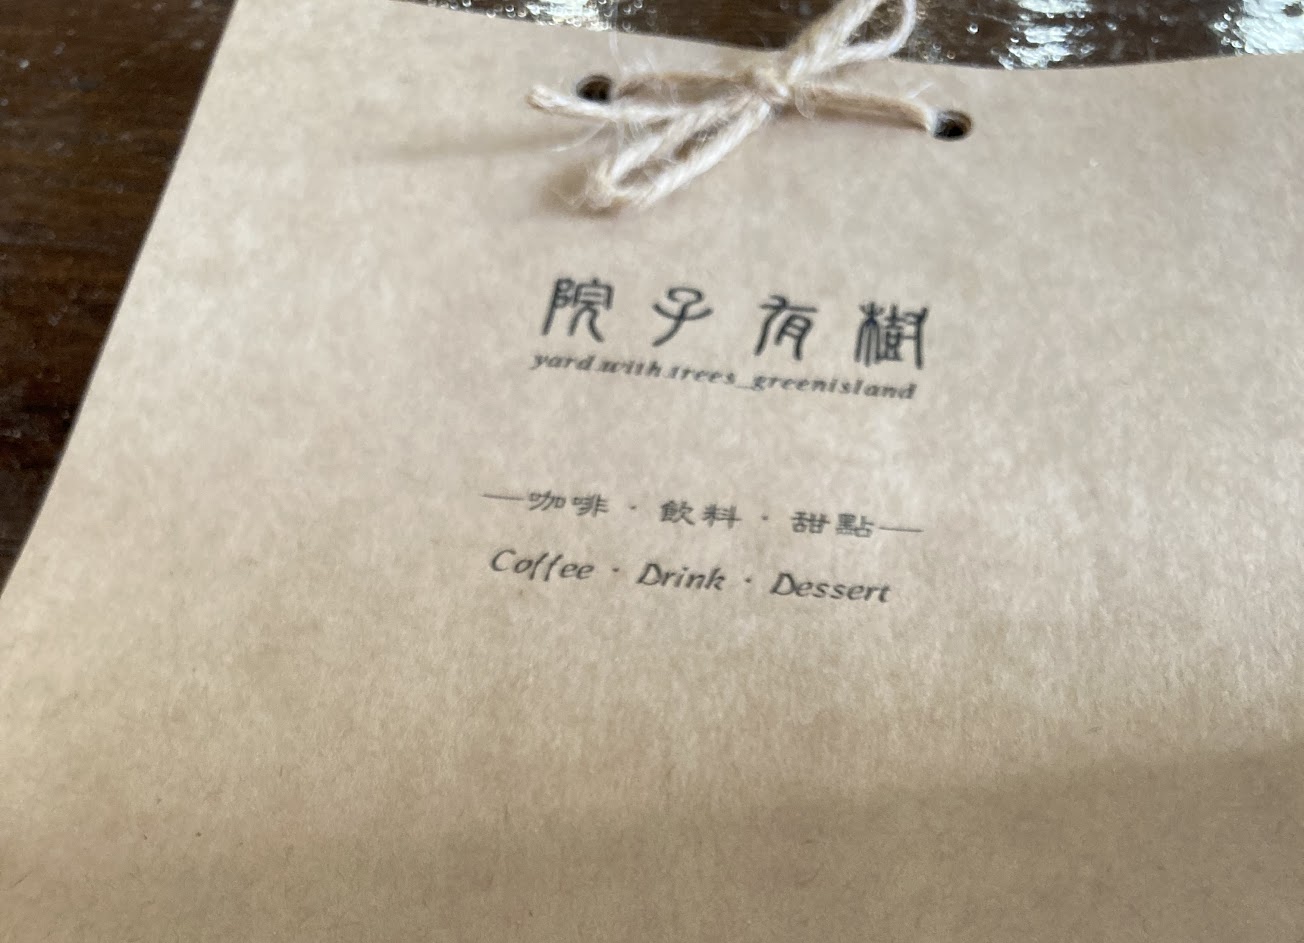 院子有樹
yard.with.trees_greenisland
—咖啡·飲料·甜點—
Coffee · Drink · Dessert